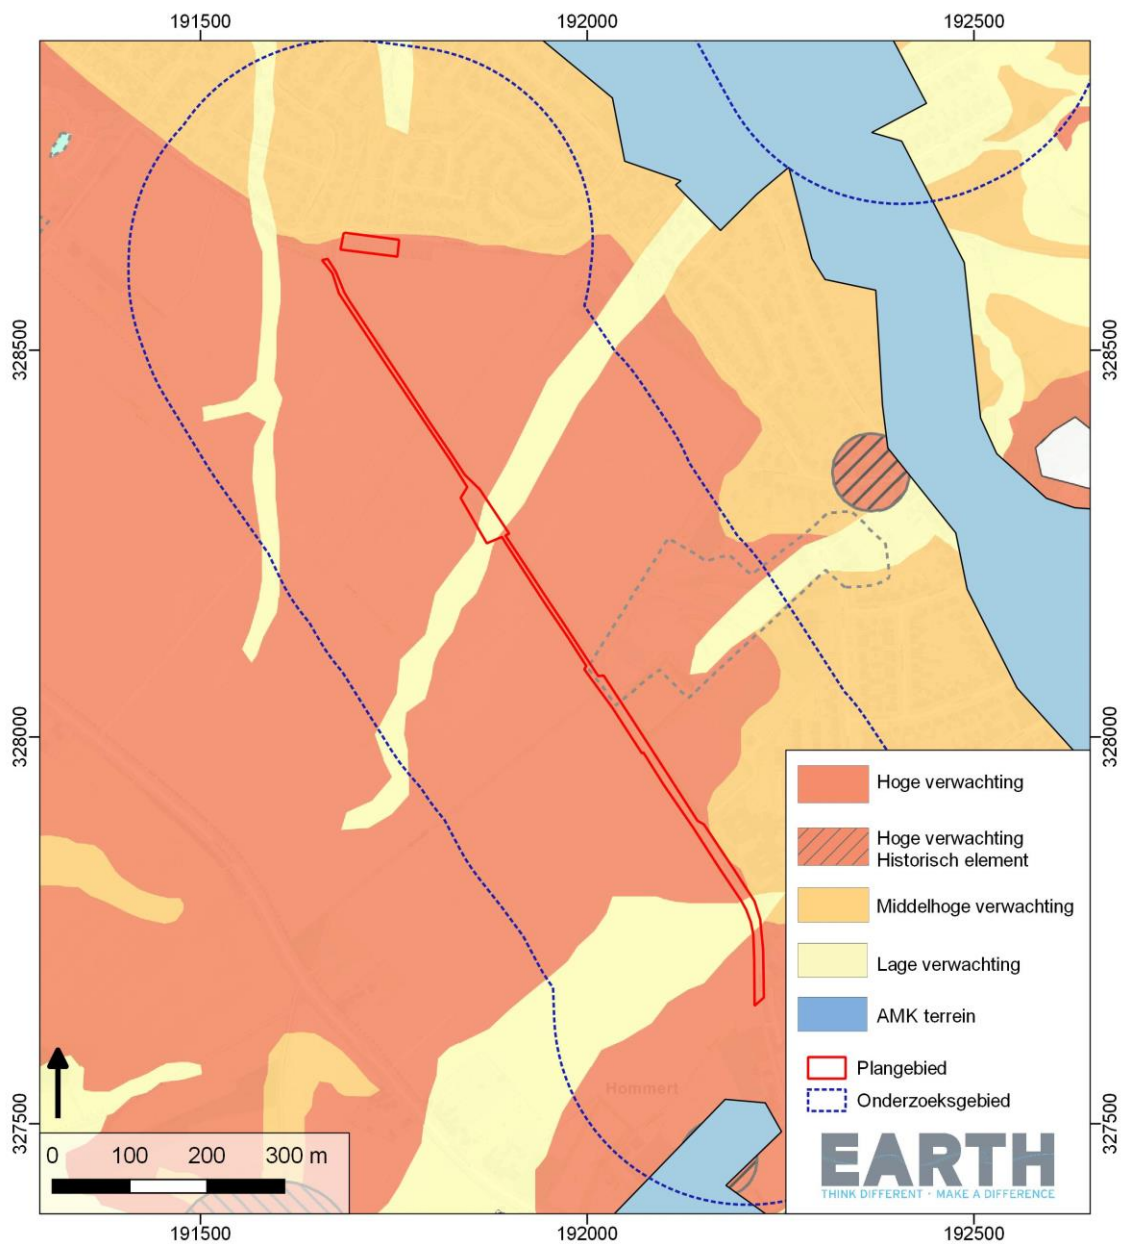 191500
192000
192500
328500
328500
328000
328000
327500
327500
Hoge verwachting
Hoge verwachting
Historisch element
Middelhoge verwachting
Lage verwachting
AMK terrein
Plangebied
Onderzoeksgebied
Hommert
0 100 200 300 m
EARTH
THINK DIFFERENT · MAKE A DIFFERENCE
191500
192000
192500